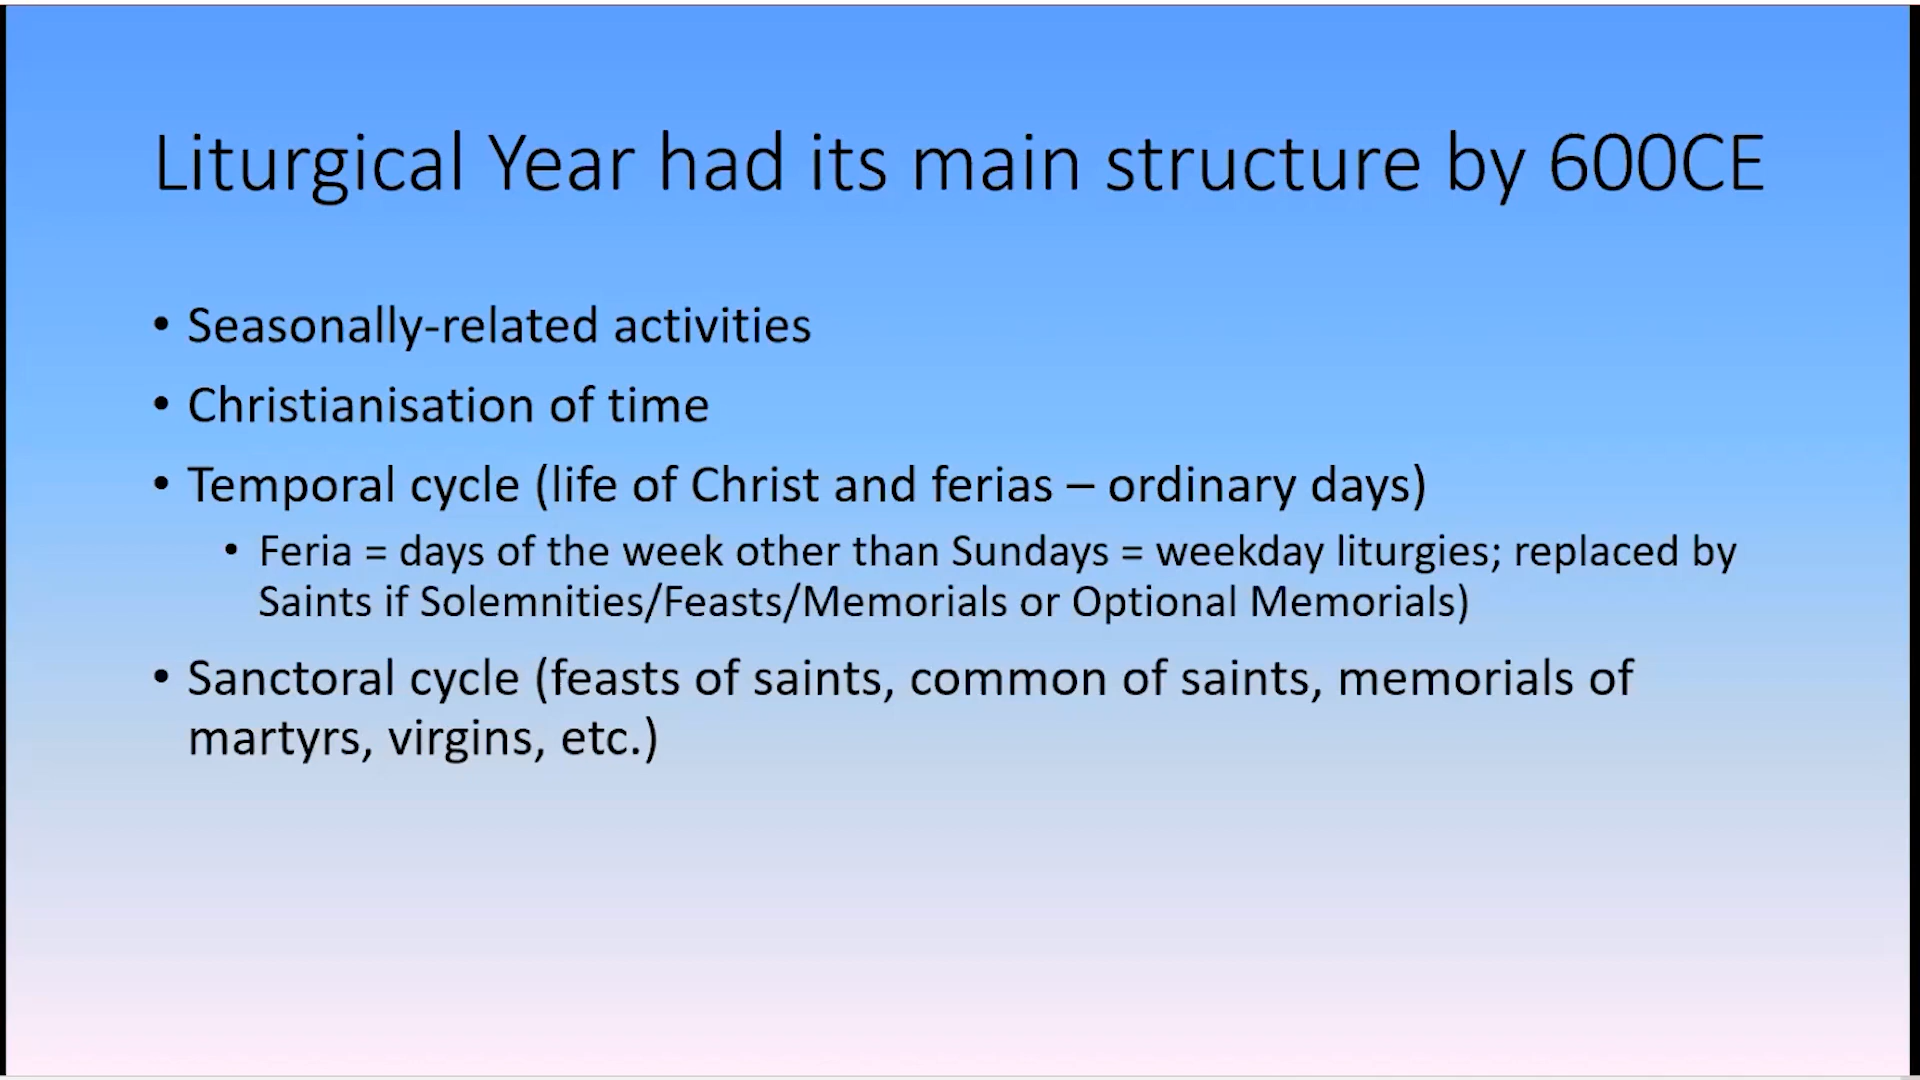 Liturgical Year had its main structure by 600CE
• Seasonally-related activities
• Christianisation of time
• Temporal cycle (life of Christ and ferias – ordinary days)
• Feria = days of the week other than Sundays = weekday liturgies; replaced by
Saints if Solemnities/Feasts/Memorials or Optional Memorials)
• Sanctoral cycle (feasts of saints, common of saints, memorials of
martyrs, virgins, etc.)